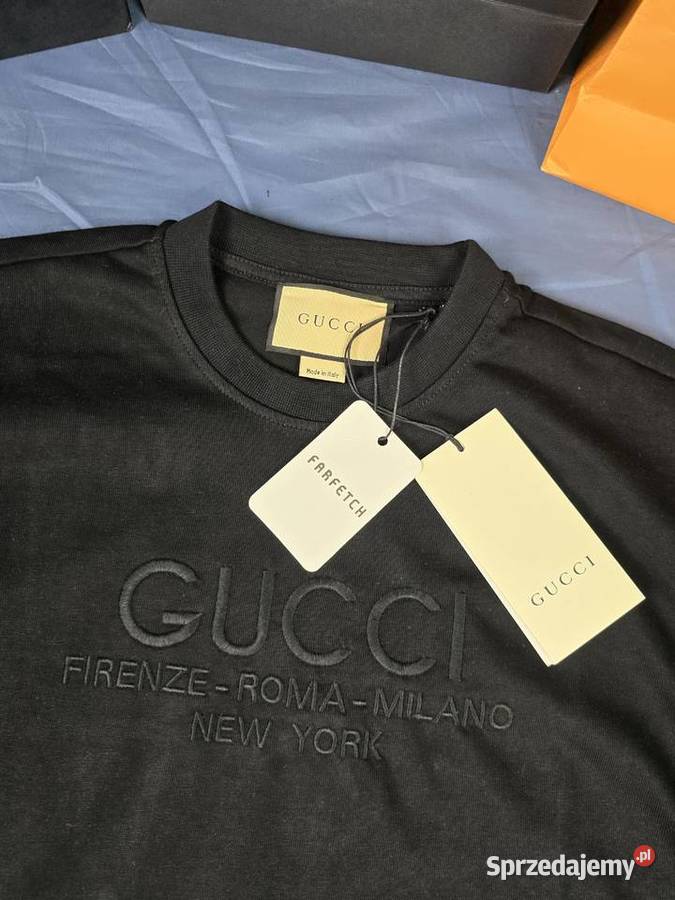 GUCCI
Made in Italy
FARFETCH
GUCCI
GUCCI
FIRENZE-ROMA-MILANO
NEW YORK
Sprzedajemy.pl